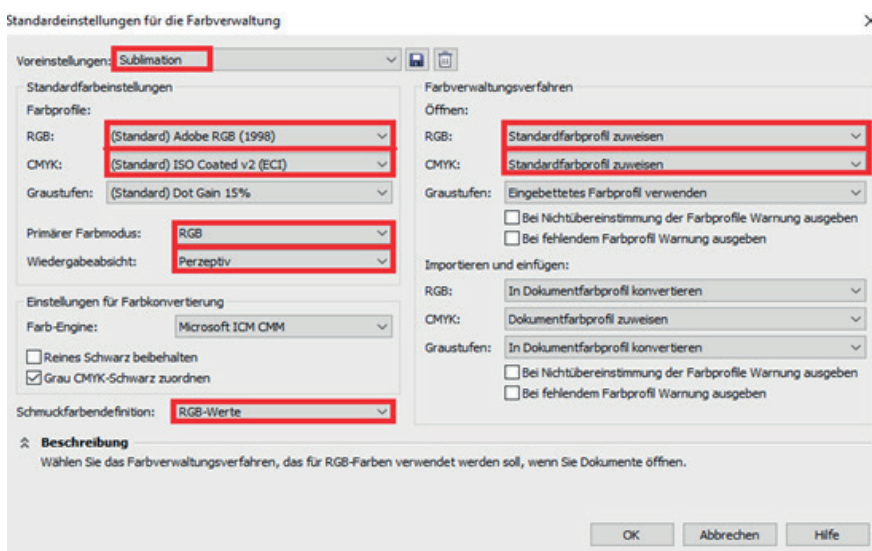 Standardeinstellungen für die Farbverwaltung
Voreinstellungen: Sublimation
Standardfarbeinstellungen
Farbprofile:
RGB: (Standard) Adobe RGB (1998)
CMYK: (Standard) ISO Coated v2 (ECI)
Graustufen: (Standard) Dot Gain 15%
Primärer Farbmodus: RGB
Wiedergabeabsicht: Perzeptiv
Einstellungen für Farbkonvertierung
Farb-Engine: Microsoft ICM CMM
Reines Schwarz beibehalten
Grau CMYK-Schwarz zuordnen
Schmuckfarbendefinition: RGB-Werte
Farbverwaltungsverfahren
Öffnen:
RGB: Standardfarbprofil zuweisen
CMYK: Standardfarbprofil zuweisen
Graustufen: Eingebettetes Farbprofil verwenden
Bei Nichtübereinstimmung der Farbprofile Warnung ausgeben
Bei fehlendem Farbprofil Warnung ausgeben
Importieren und einfügen:
RGB: In Dokumentfarbprofil konvertieren
CMYK: Dokumentfarbprofil zuweisen
Graustufen: In Dokumentfarbprofil konvertieren
Bei Nichtübereinstimmung der Farbprofile Warnung ausgeben
Bei fehlendem Farbprofil Warnung ausgeben
Beschreibung
Wählen Sie das Farbverwaltungsverfahren, das für RGB-Farben verwendet werden soll, wenn Sie Dokumente öffnen.
OK Abbrechen Hilfe